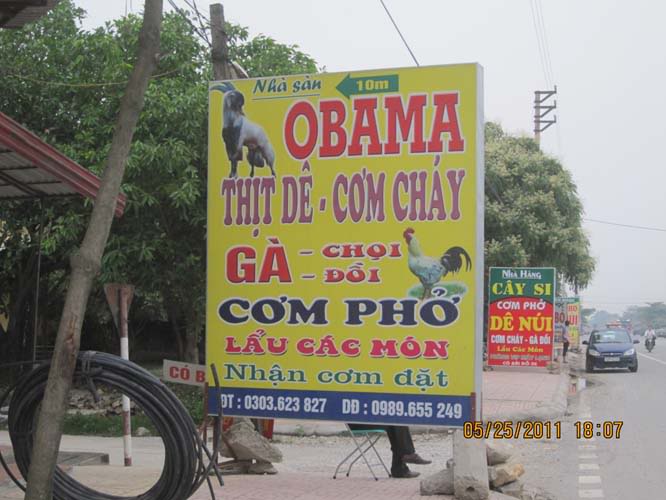 Nhà sàn 10m
OBAMA
THỊT DÊ - CƠM CHÁY
GÀ - CHỌI
- ĐỒI
CƠM PHỞ
LẨU CÁC MÓN
Nhận cơm đặt
ĐT : 0303.623 827 DĐ : 0989.655 249
CÓ B
NHÀ HÀNG
CÂY SI
CƠM PHỞ
DÊ NÚI
CƠM CHÁY - GÀ ĐỒI
Lẩu Các Món
05/25/2011 18:07